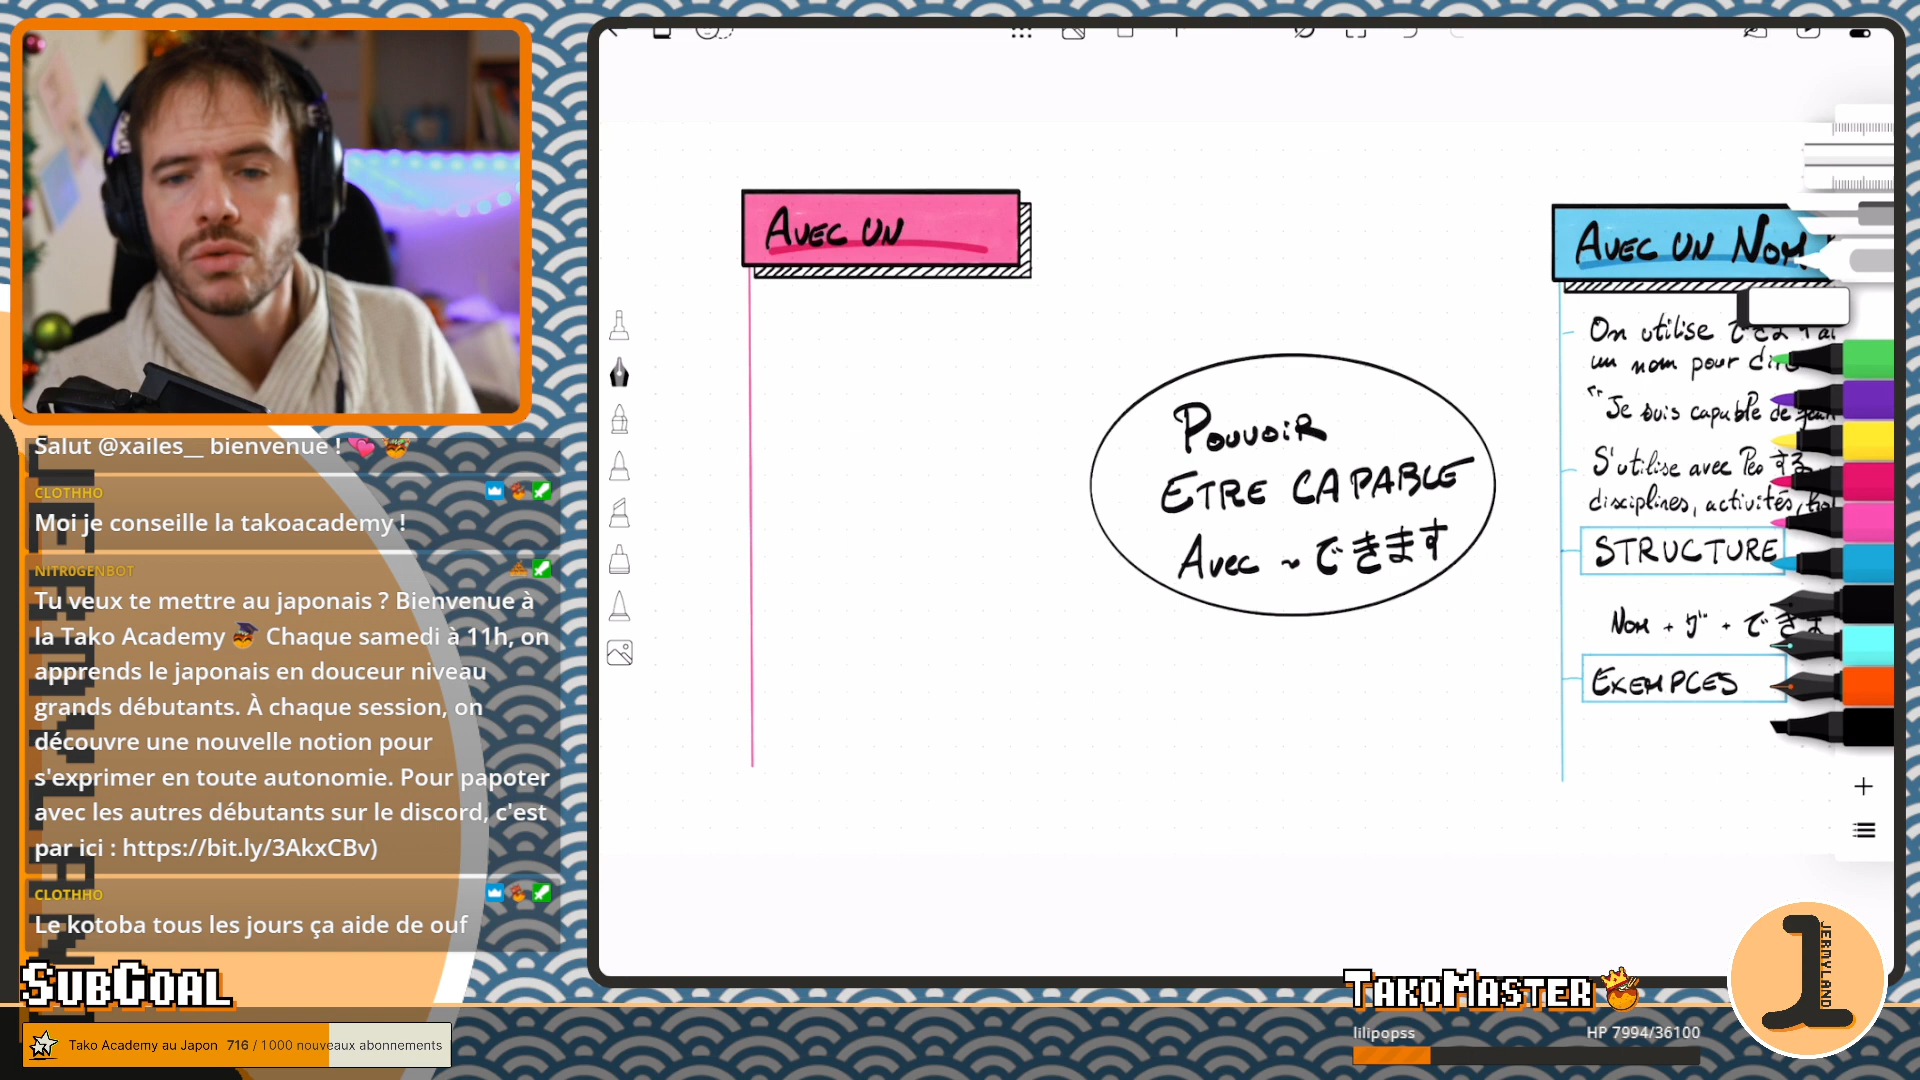 Salut @xailes__ bienvenue !
CLOTHHO
Moi je conseille la takoacademy !
NITR0GENBOT
Tu veux te mettre au japonais ? Bienvenue à
la Tako Academy Chaque samedi à 11h, on
apprends le japonais en douceur niveau
grands débutants. À chaque session, on
découvre une nouvelle notion pour
s'exprimer en toute autonomie. Pour papoter
avec les autres débutants sur le discord, c'est
par ici : https://bit.ly/3AkxCBv)
CLOTHHO
Le kotoba tous les jours ça aide de ouf
SUBGOAL
Tako Academy au Japon 716 / 1000 nouveaux abonnements
AVEC UN
POUVOIR
ETRE CAPABLE
AVEC ~できます
AVEC UN NOM
On utilise
un nom pour
"Je suis capable de
S'utilise avec les する
disciplines, activités,
STRUCTURE
NOM + が + できま
EXEMPLES
TAKOMASTER
lilipopss HP 7994/36100
JERMYLAND